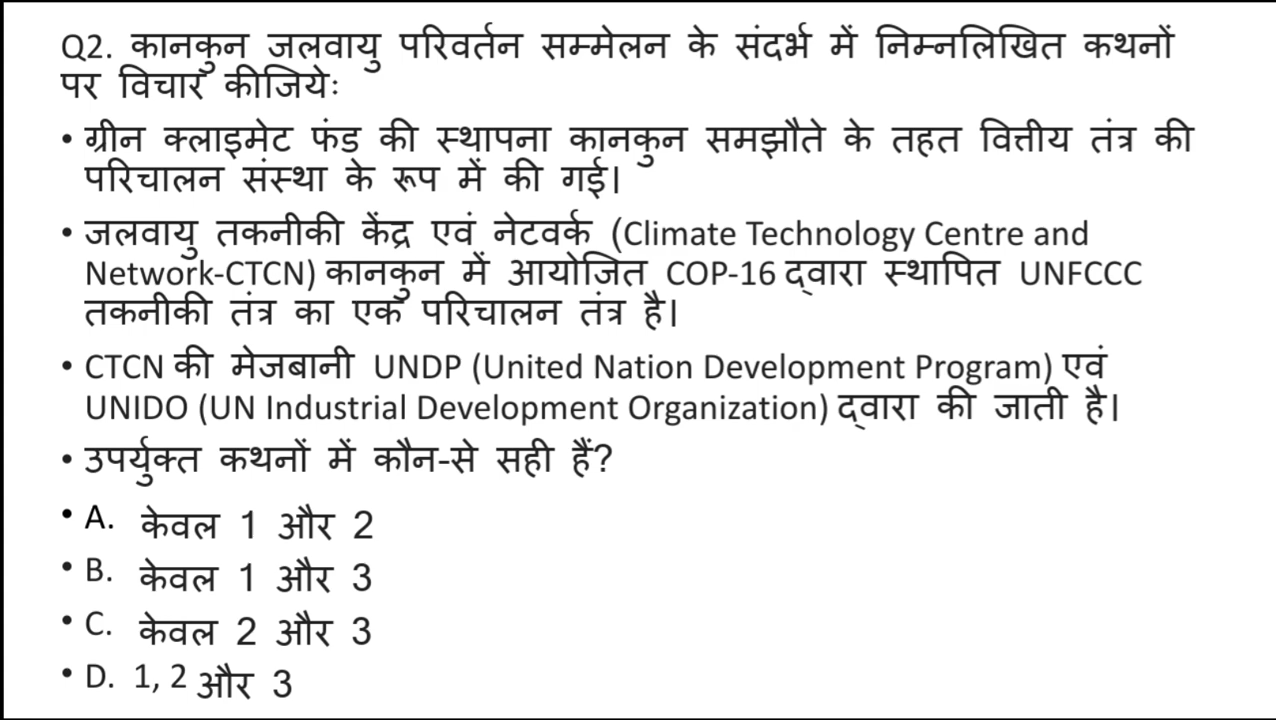 Q2. कानकुन जलवायु परिवर्तन सम्मेलन के संदर्भ में निम्नलिखित कथनों
पर विचार कीजियेः
• ग्रीन क्लाइमेट फंड की स्थापना कानकुन समझौते के तहत वित्तीय तंत्र की
परिचालन संस्था के रूप में की गई।
• जलवायु तकनीकी केंद्र एवं नेटवर्क (Climate Technology Centre and
Network-CTCN) कानकुन में आयोजित COP-16 द्वारा स्थापित UNFCCC
तकनीकी तंत्र का एक परिचालन तंत्र है।
• CTCN की मेजबानी UNDP (United Nation Development Program) एवं
UNIDO (UN Industrial Development Organization) द्वारा की जाती है।
• उपर्युक्त कथनों में कौन-से सही हैं?
• A. केवल 1 और 2
• B. केवल 1 और 3
• C. केवल 2 और 3
• D. 1, 2 और 3